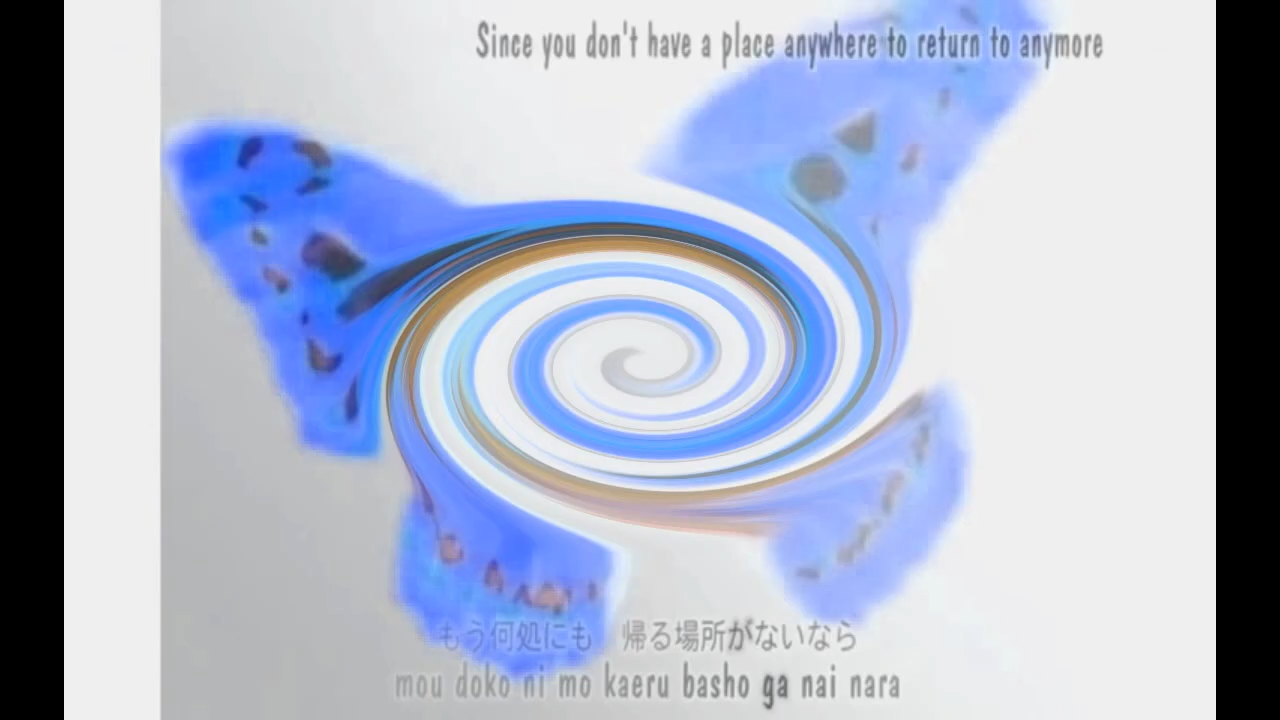 Since you don't have a place anywhere to return to anymore
もう何処にも　帰る場所がないなら
mou doko ni mo kaeru basho ga nai nara